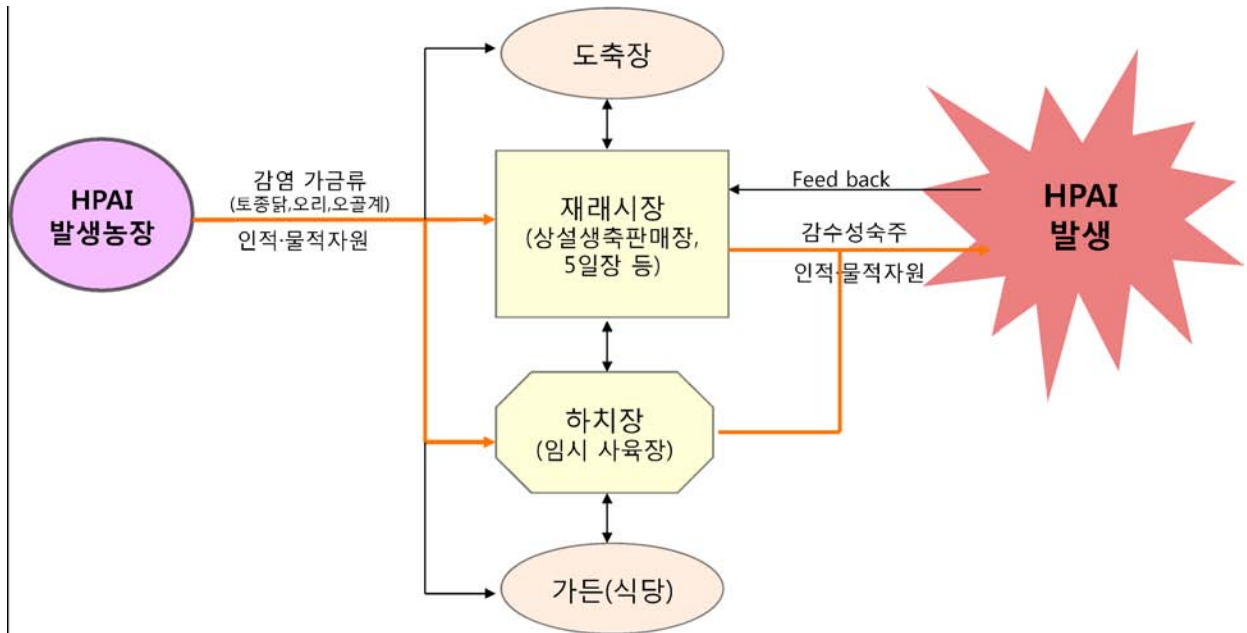 도축장
HPAI
발생농장
감염 가금류
(토종닭,오리,오골계)
인적·물적자원
재래시장
(상설생축판매장,
5일장 등)
Feed back
감수성숙주
인적·물적자원
HPAI
발생
하치장
(임시 사육장)
가든(식당)